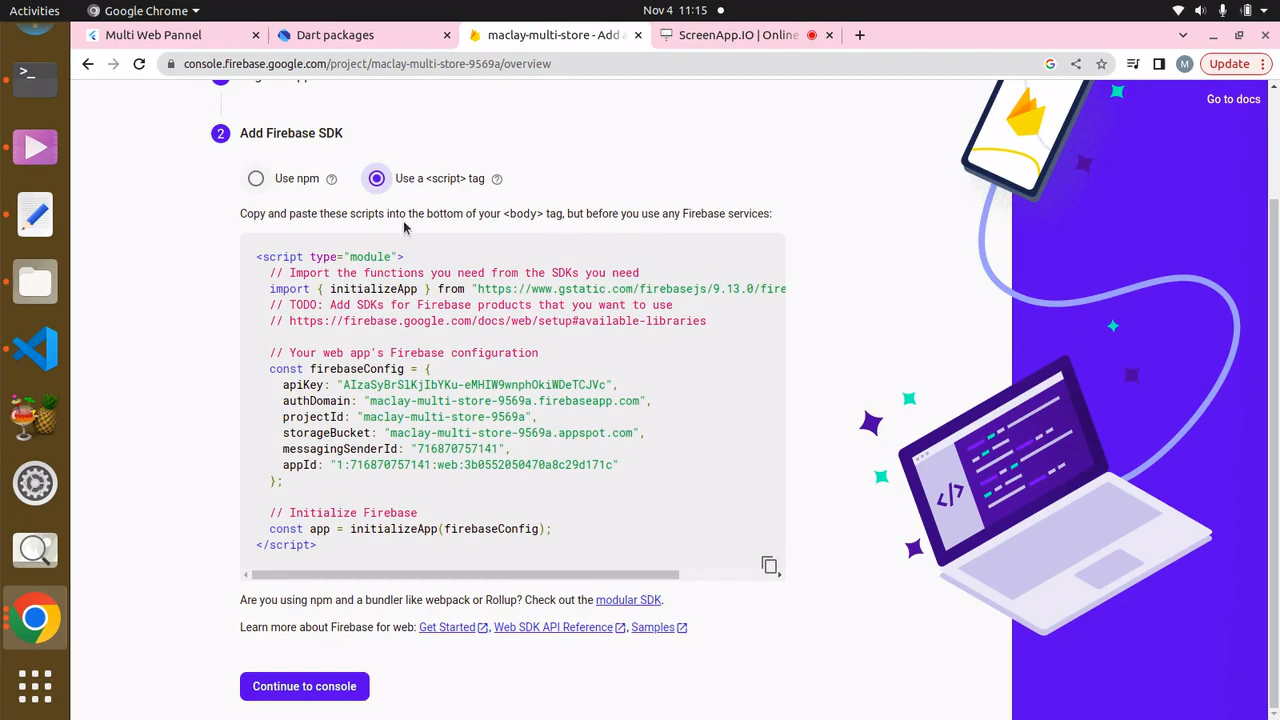 Activities
Google Chrome
Nov 4 11:15
Multi Web Pannel
Dart packages
maclay-multi-store - Add a
ScreenApp.IO | Online
console.firebase.google.com/project/maclay-multi-store-9569a/overview
M
Update
Go to docs
2
Add Firebase SDK
Use npm
Use a <script> tag
Copy and paste these scripts into the bottom of your <body> tag, but before you use any Firebase services:
<script type="module">
// Import the functions you need from the SDKs you need
import { initializeApp } from "https://www.gstatic.com/firebasejs/9.13.0/fire
// TODO: Add SDKs for Firebase products that you want to use
// https://firebase.google.com/docs/web/setup#available-libraries
// Your web app's Firebase configuration
const firebaseConfig = {
apiKey: "AIzaSyBrSlKjIbYKu-eMHIW9wnphOkiWDeTCJVc",
authDomain: "maclay-multi-store-9569a.firebaseapp.com",
projectId: "maclay-multi-store-9569a",
storageBucket: "maclay-multi-store-9569a.appspot.com",
messagingSenderId: "716870757141",
appId: "1:716870757141:web:3b0552050470a8c29d171c"
};
// Initialize Firebase
const app = initializeApp(firebaseConfig);
</script>
Are you using npm and a bundler like webpack or Rollup? Check out the modular SDK.
Learn more about Firebase for web: Get Started, Web SDK API Reference, Samples
Continue to console